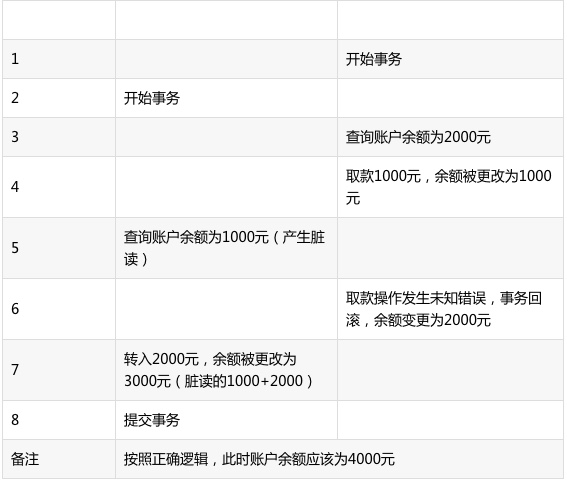 1
开始事务
2
开始事务
3
查询账户余额为2000元
4
取款1000元，余额被更改为1000
元
5
查询账户余额为1000元（产生脏
读）
6
取款操作发生未知错误，事务回
滚，余额变更为2000元
7
转入2000元，余额被更改为
3000元（脏读的1000+2000）
8
提交事务
备注
按照正确逻辑，此时账户余额应该为4000元